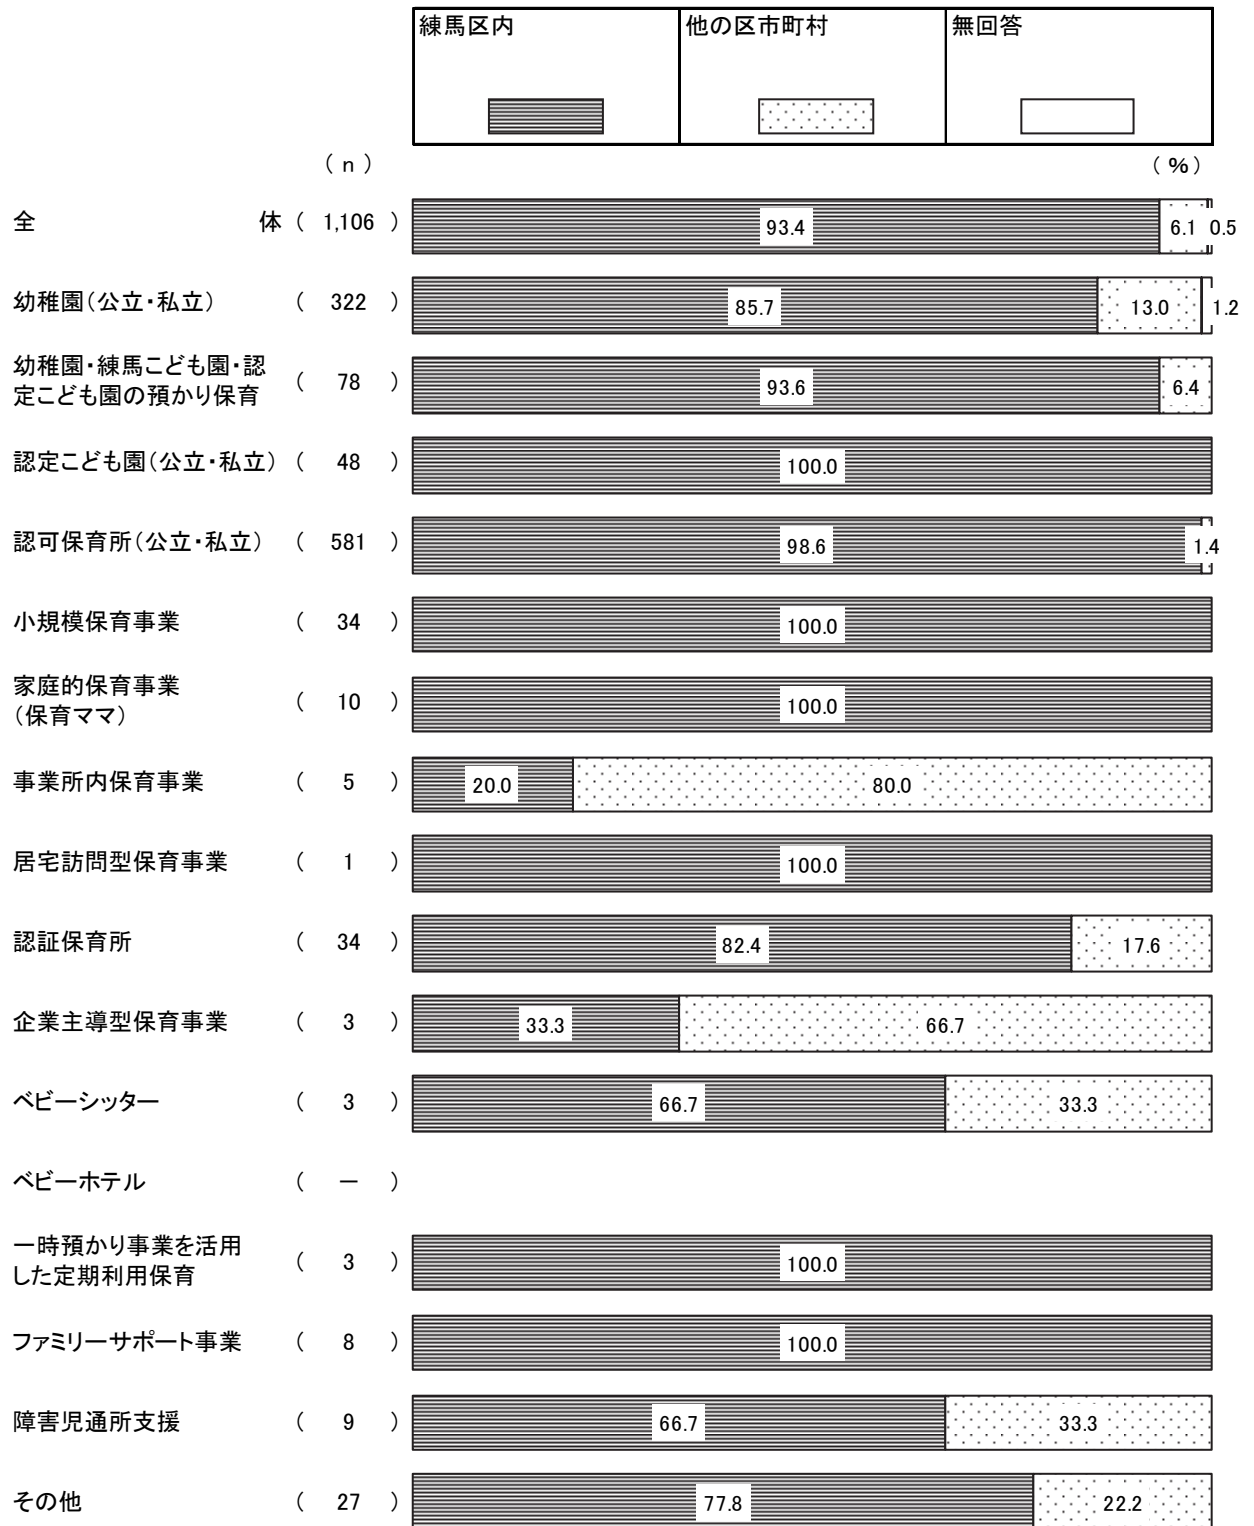 練馬区内 他の区市町村 無回答
(n) (%)
全体 ( 1,106 ) 93.4 6.1 0.5
幼稚園(公立・私立) ( 322 ) 85.7 13.0 1.2
幼稚園・練馬こども園・認
定こども園の預かり保育 ( 78 ) 93.6 6.4
認定こども園(公立・私立) ( 48 ) 100.0
認可保育所(公立・私立) ( 581 ) 98.6 1.4
小規模保育事業 ( 34 ) 100.0
家庭的保育事業
(保育ママ) ( 10 ) 100.0
事業所内保育事業 ( 5 ) 20.0 80.0
居宅訪問型保育事業 ( 1 ) 100.0
認証保育所 ( 34 ) 82.4 17.6
企業主導型保育事業 ( 3 ) 33.3 66.7
ベビーシッター ( 3 ) 66.7 33.3
ベビーホテル ( － )
一時預かり事業を活用
した定期利用保育 ( 3 ) 100.0
ファミリーサポート事業 ( 8 ) 100.0
障害児通所支援 ( 9 ) 66.7 33.3
その他 ( 27 ) 77.8 22.2